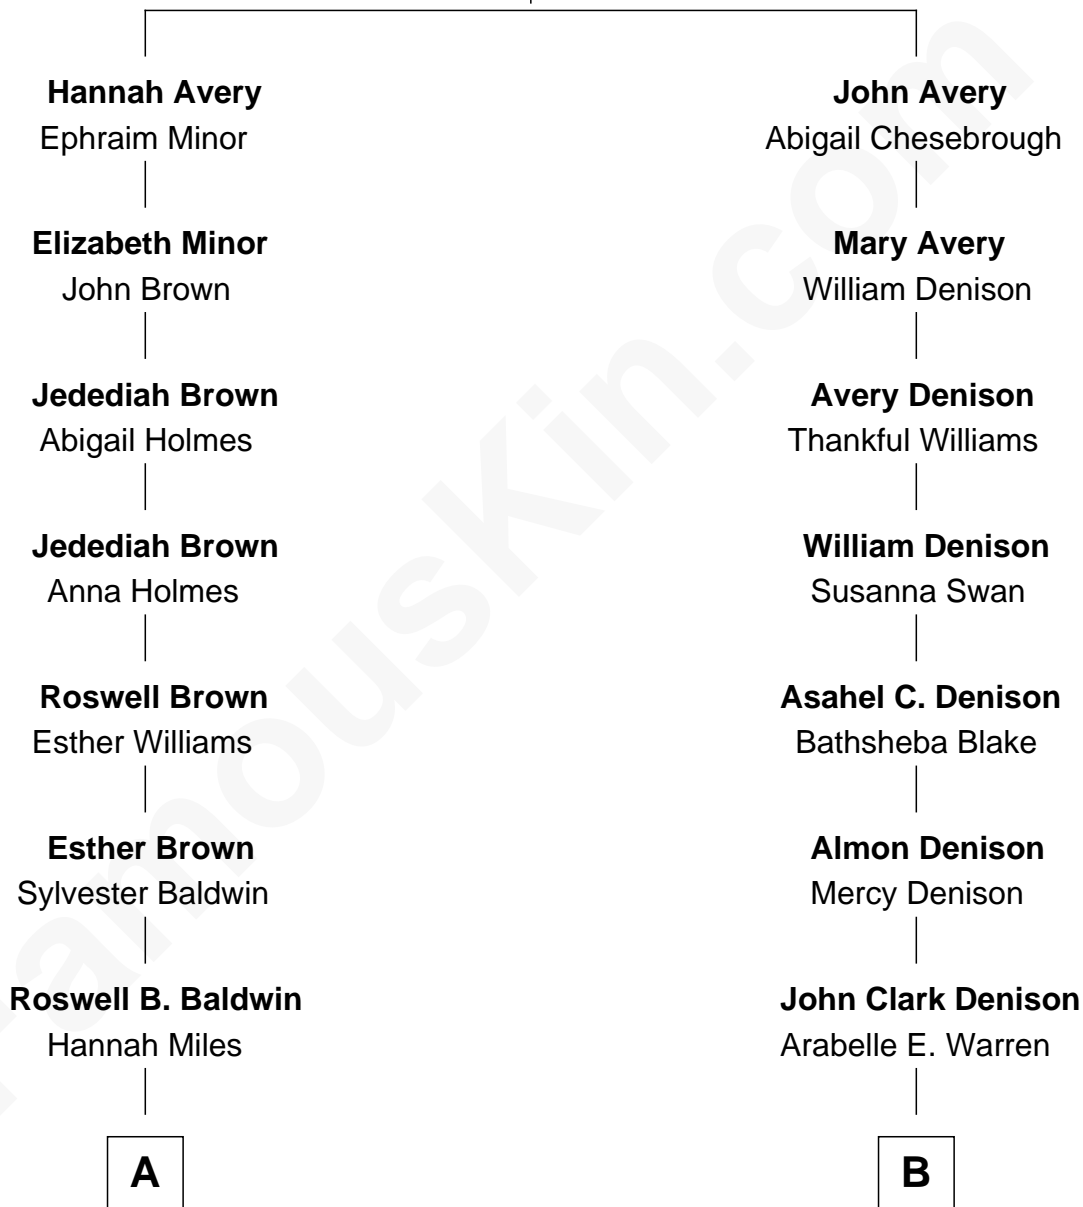 Hannah Avery
Ephraim Minor
Elizabeth Minor
John Brown
Jedediah Brown
Abigail Holmes
Jedediah Brown
Anna Holmes
Roswell Brown
Esther Williams
Esther Brown
Sylvester Baldwin
Roswell B. Baldwin
Hannah Miles
A
John Avery
Abigail Chesebrough
Mary Avery
William Denison
Avery Denison
Thankful Williams
William Denison
Susanna Swan
Asahel C. Denison
Bathsheba Blake
Almon Denison
Mercy Denison
John Clark Denison
Arabelle E. Warren
B
FamousKin.com